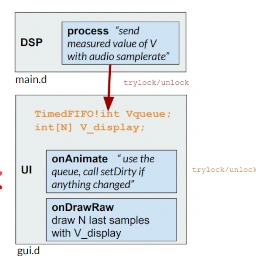 DSP
process "send
measured value of V
with audio samplerate"
main.d
trylock/unlock
TimedFIFO!int Vqueue;
int[N] V_display;
UI
onAnimate " use the
queue, call setDirty if
anything changed"
trylock/unlock
onDrawRaw
draw N last samples
with V_display
gui.d